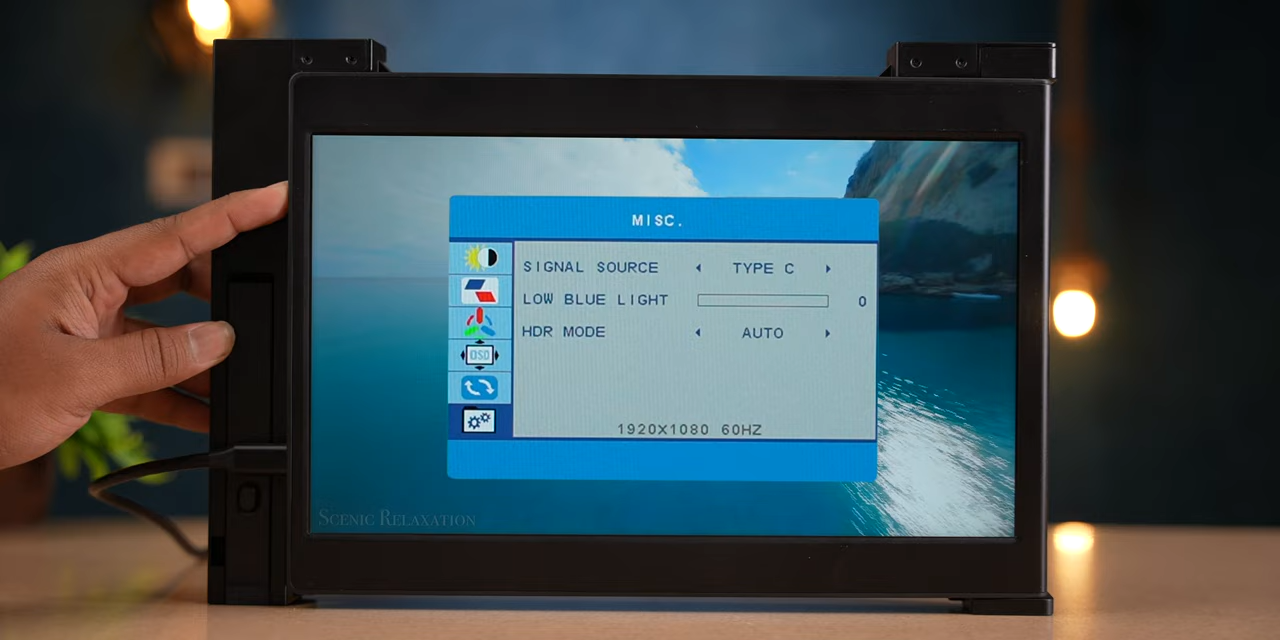 MISC.
SIGNAL SOURCE TYPE C
LOW BLUE LIGHT 0
HDR MODE AUTO
OSD
1920X1080 60HZ
SCENIC RELAXATION